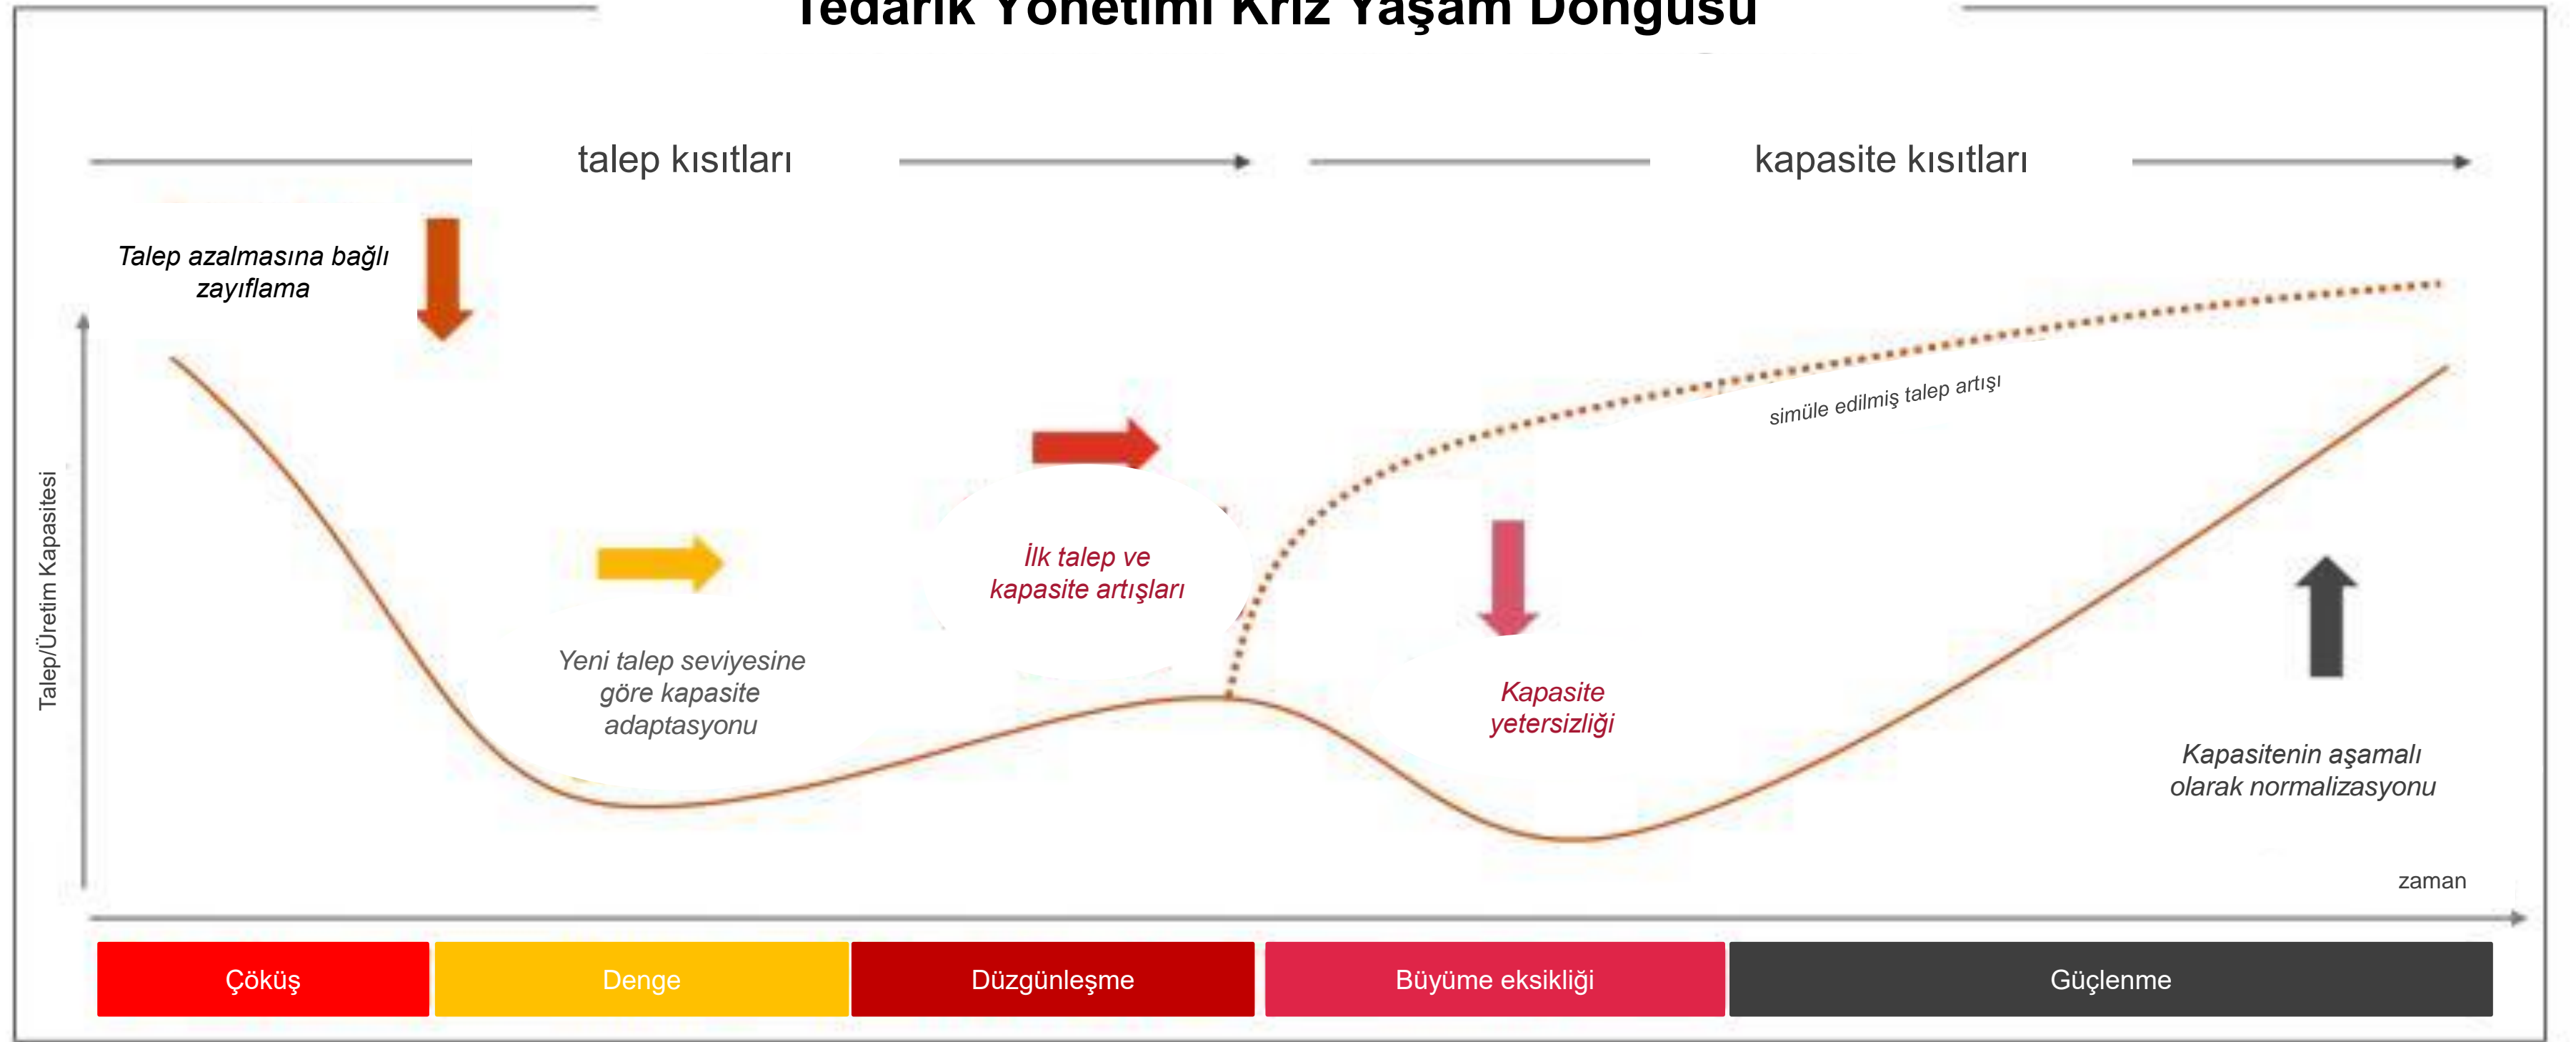 Tedarik Yönetimi Kriz Yaşam Döngüsü
talep kısıtları
kapasite kısıtları
Talep azalmasına bağlı
zayıflama
simüle edilmiş talep artışı
Talep/Üretim Kapasitesi
İlk talep ve
kapasite artışları
Yeni talep seviyesine
göre kapasite
adaptasyonu
Kapasite
yetersizliği
Kapasitenin aşamalı
olarak normalizasyonu
zaman
Çöküş
Denge
Düzgünleşme
Büyüme eksikliği
Güçlenme